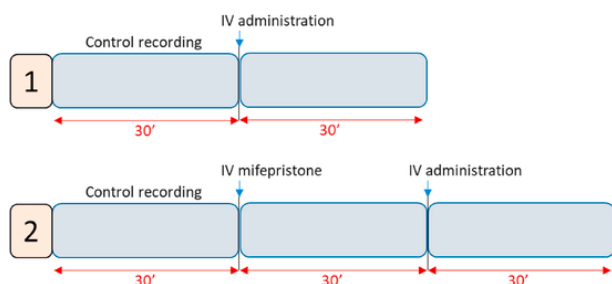 IV administration
Control recording
1
30'
30'
IV mifepristone
IV administration
Control recording
2
30'
30'
30'